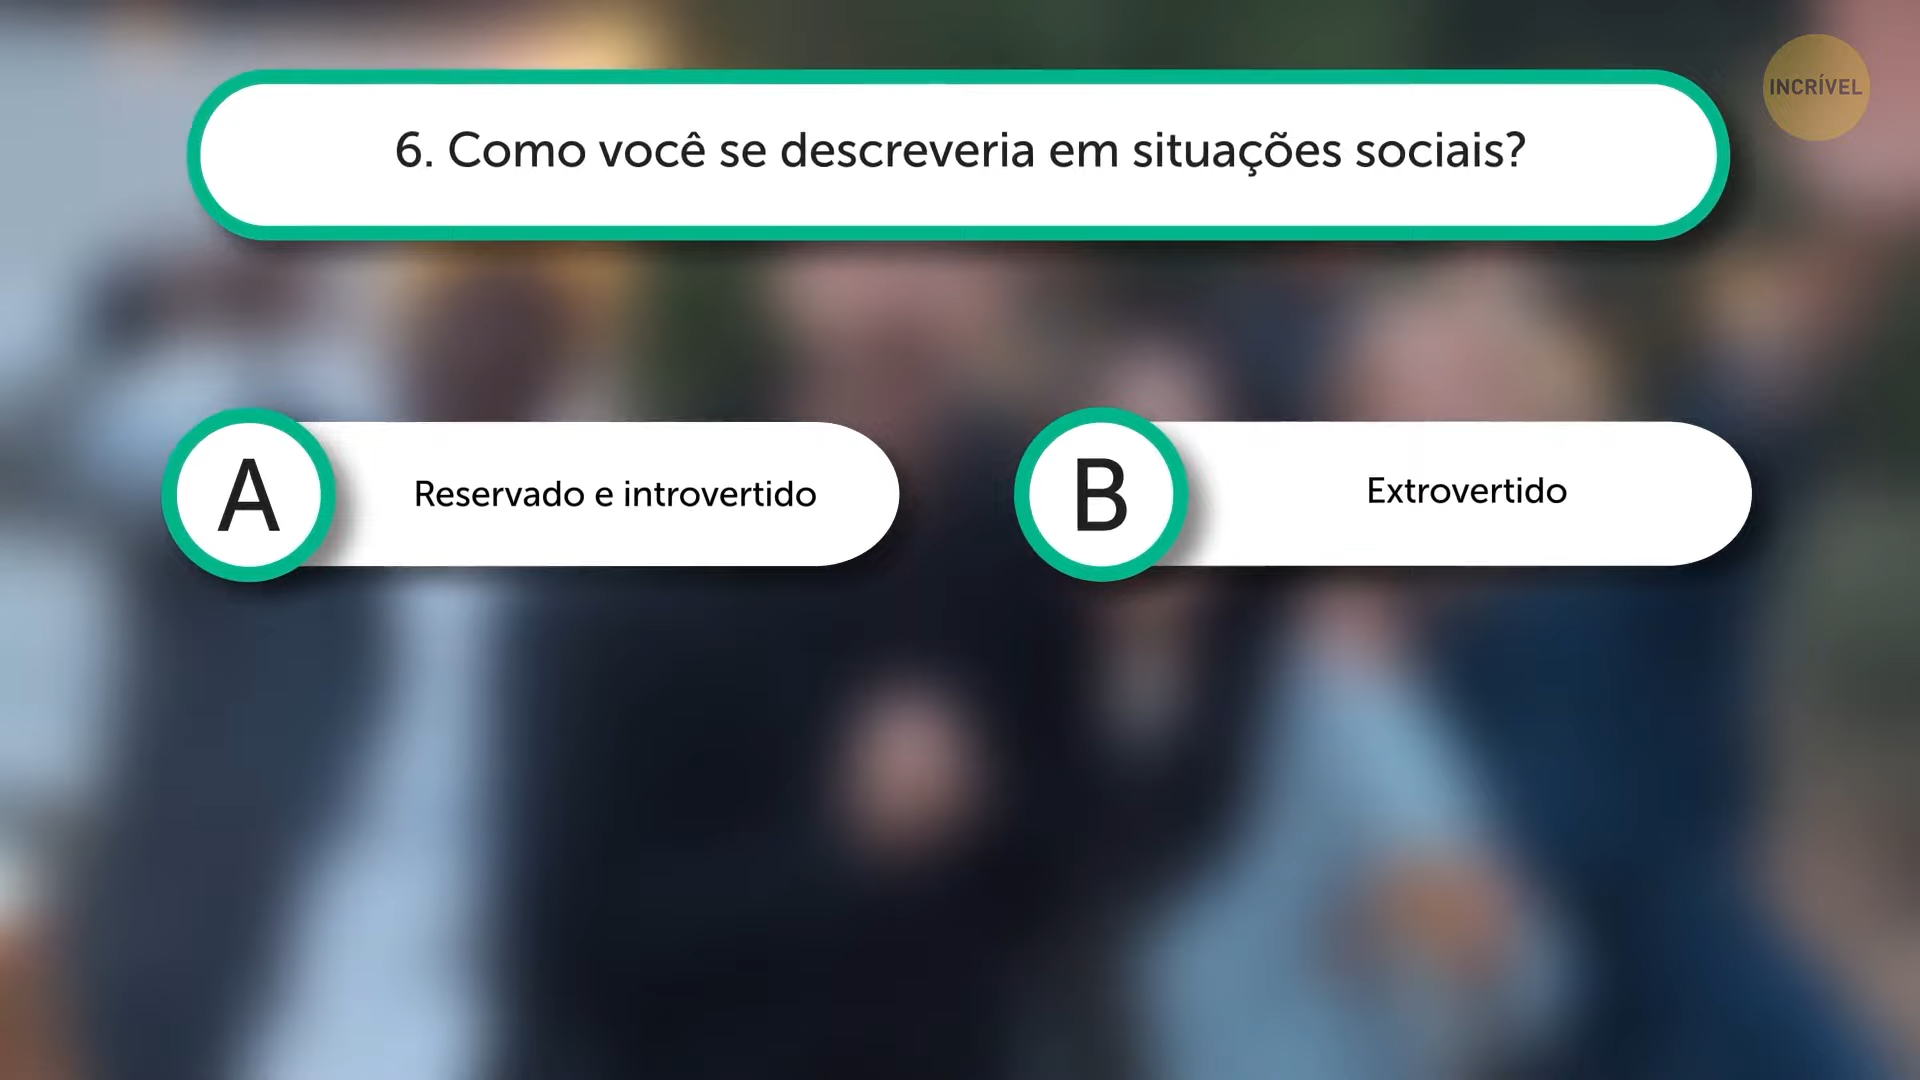 INCRÍVEL
6. Como você se descreveria em situações sociais?
A
Reservado e introvertido
B
Extrovertido